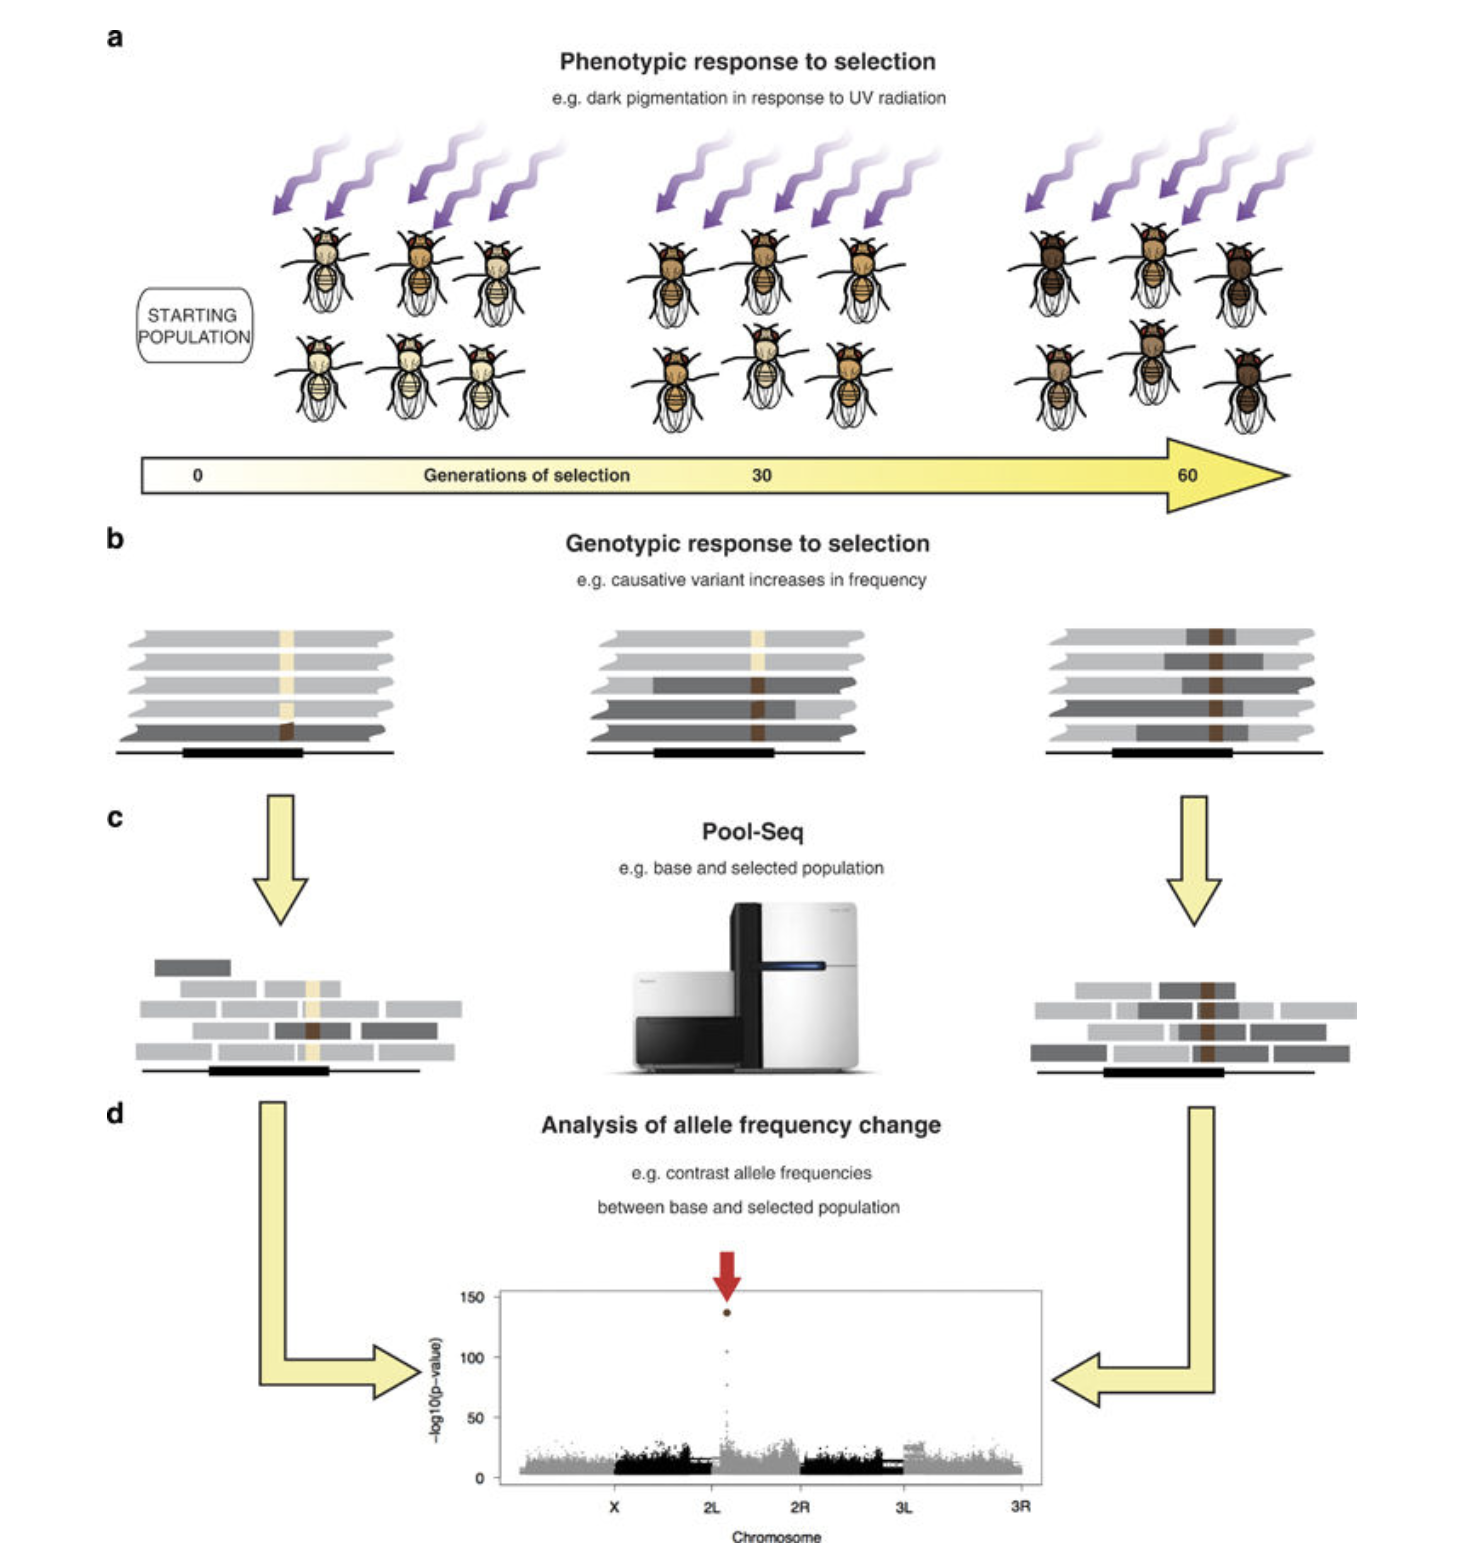 a
Phenotypic response to selection
e.g. dark pigmentation in response to UV radiation
STARTING
POPULATION
0
Generations of selection
30
60
b
Genotypic response to selection
e.g. causative variant increases in frequency
c
Pool-Seq
e.g. base and selected population
d
Analysis of allele frequency change
e.g. contrast allele frequencies
between base and selected population
150
100
50
0
−log10(p−value)
X
2L
2R
3L
3R
Chromosome